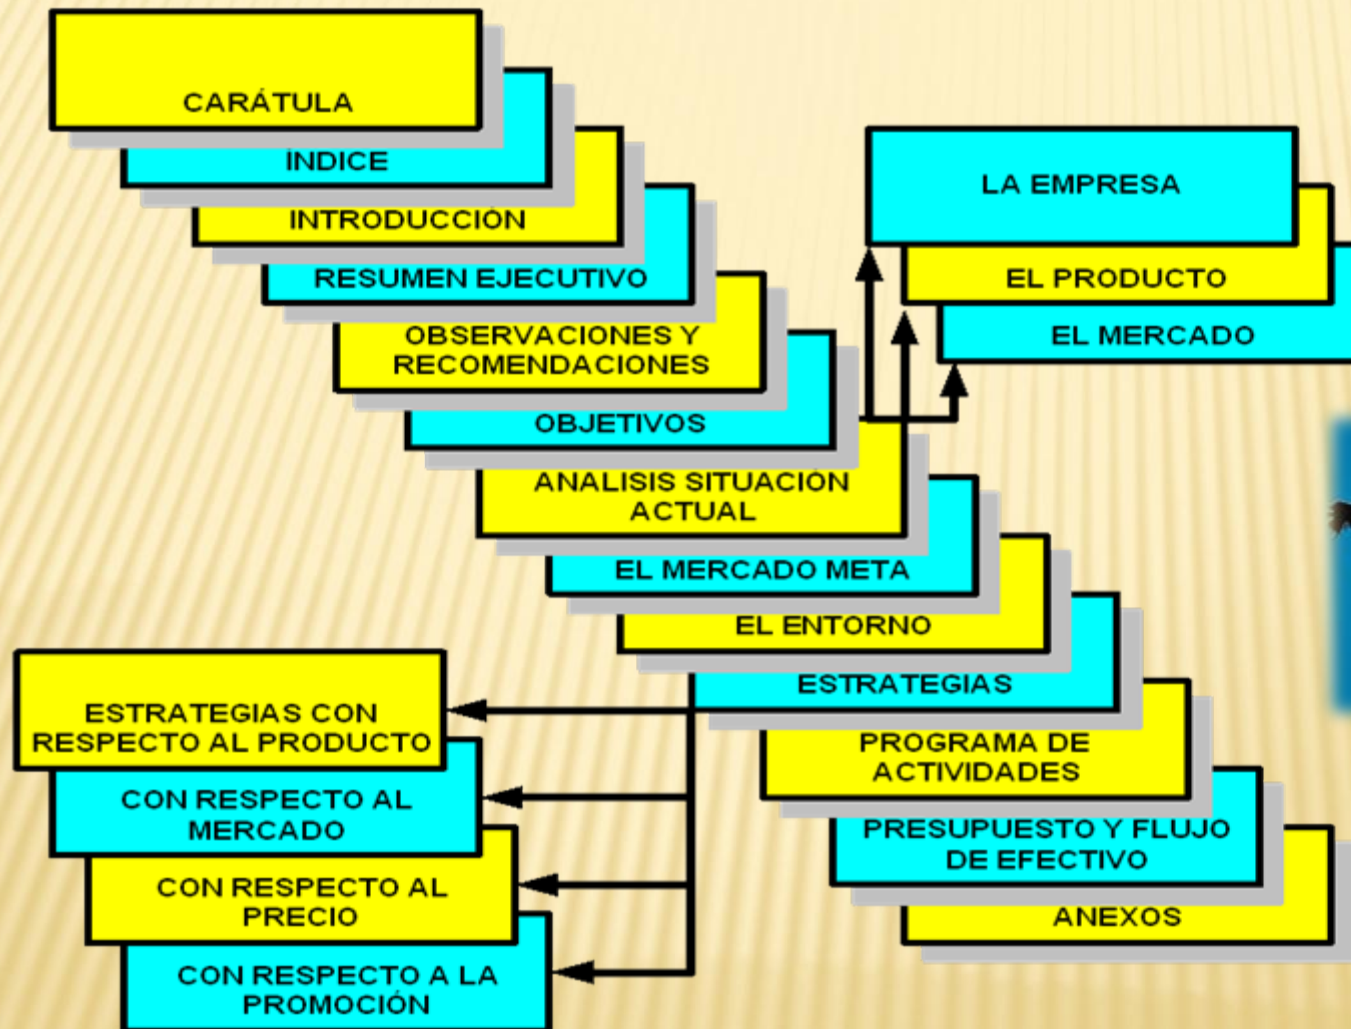 CARÁTULA
ÍNDICE
INTRODUCCIÓN
RESUMEN EJECUTIVO
OBSERVACIONES Y
RECOMENDACIONES
OBJETIVOS
ANALISIS SITUACIÓN
ACTUAL
EL MERCADO META
EL ENTORNO
ESTRATEGIAS
PROGRAMA DE
ACTIVIDADES
PRESUPUESTO Y FLUJO
DE EFECTIVO
ANEXOS
LA EMPRESA
EL PRODUCTO
EL MERCADO
ESTRATEGIAS CON
RESPECTO AL PRODUCTO
CON RESPECTO AL
MERCADO
CON RESPECTO AL
PRECIO
CON RESPECTO A LA
PROMOCIÓN